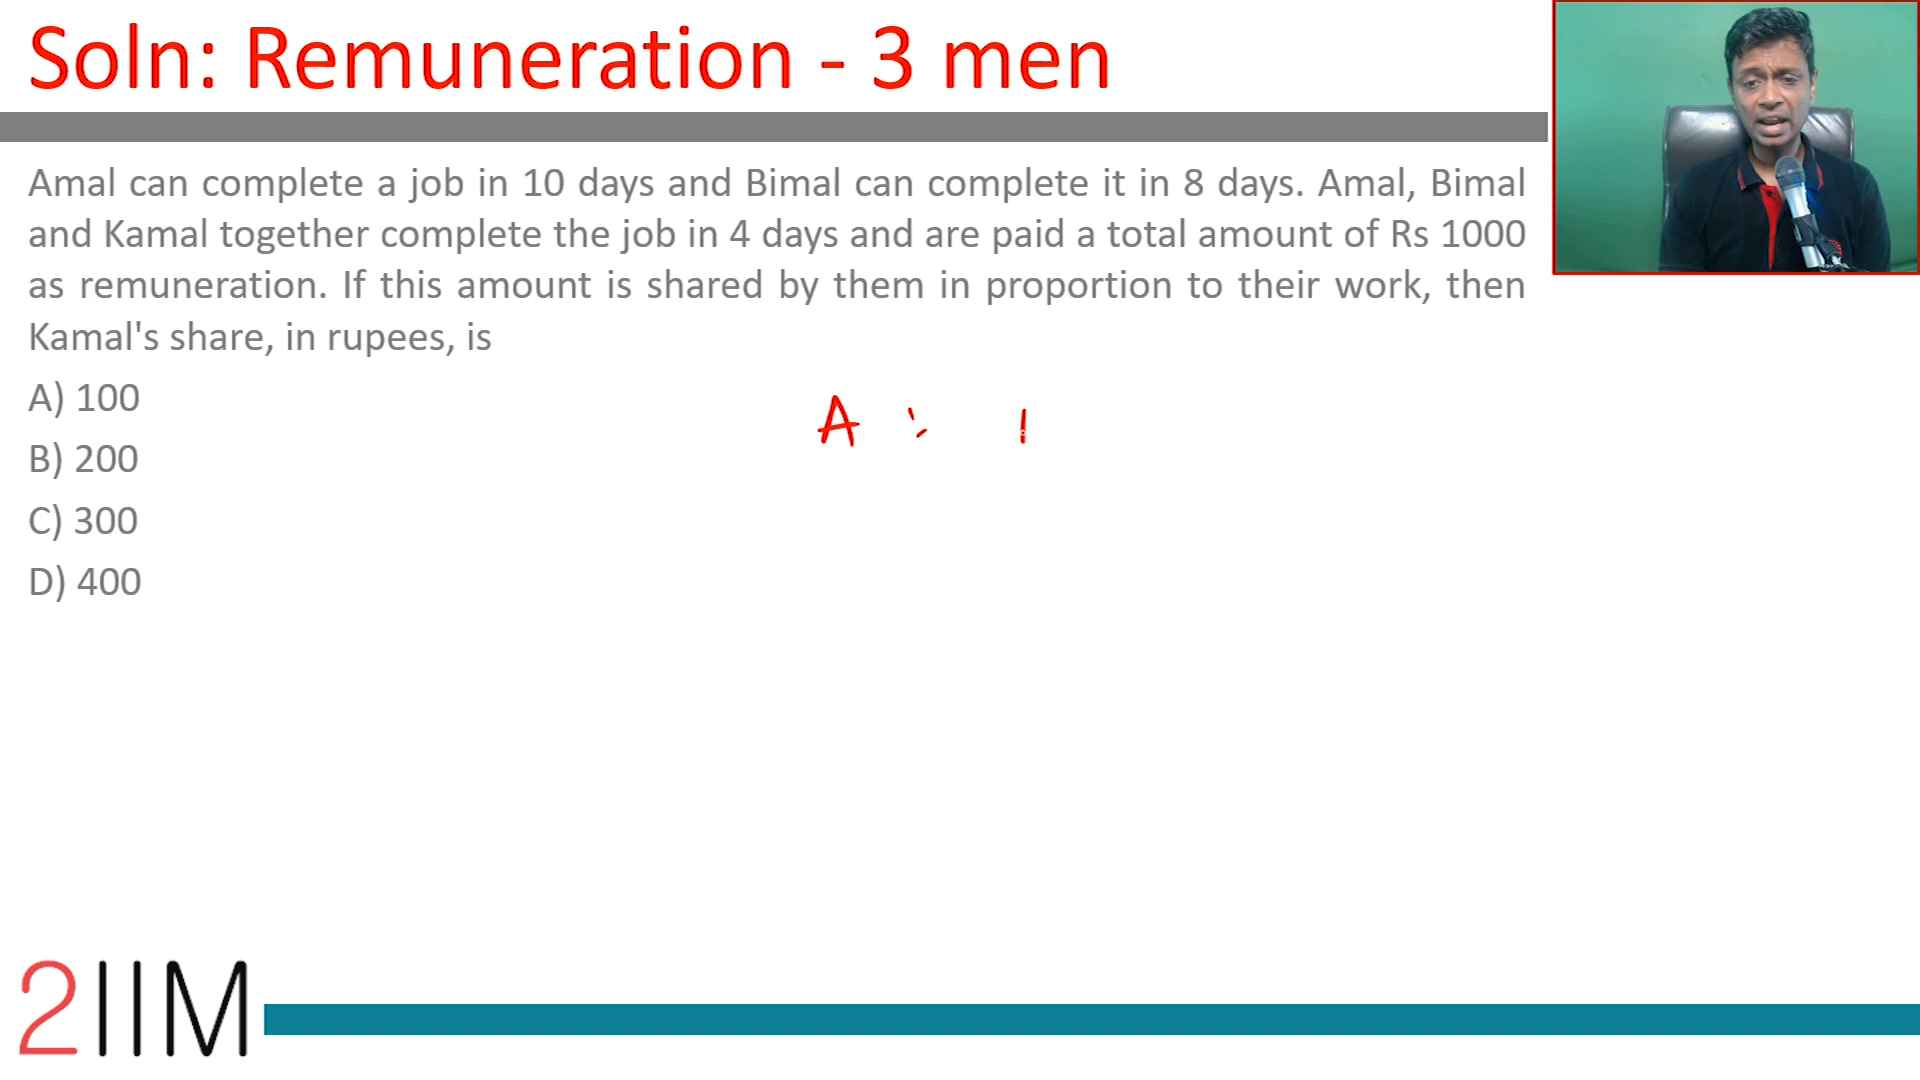 Soln: Remuneration - 3 men
Amal can complete a job in 10 days and Bimal can complete it in 8 days. Amal, Bimal
and Kamal together complete the job in 4 days and are paid a total amount of Rs 1000
as remuneration. If this amount is shared by them in proportion to their work, then
Kamal's share, in rupees, is
A) 100
A : 1
B) 200
C) 300
D) 400
2IIM